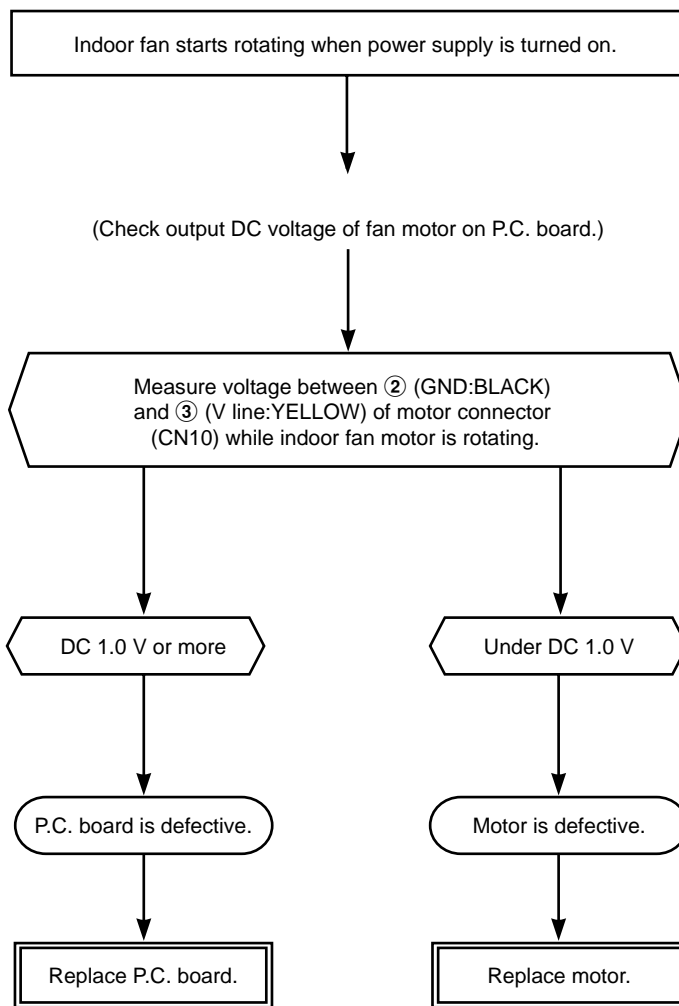 Indoor fan starts rotating when power supply is turned on.
(Check output DC voltage of fan motor on P.C. board.)
Measure voltage between ② (GND:BLACK)
and ③ (V line:YELLOW) of motor connector
(CN10) while indoor fan motor is rotating.
DC 1.0 V or more
Under DC 1.0 V
P.C. board is defective.
Motor is defective.
Replace P.C. board.
Replace motor.